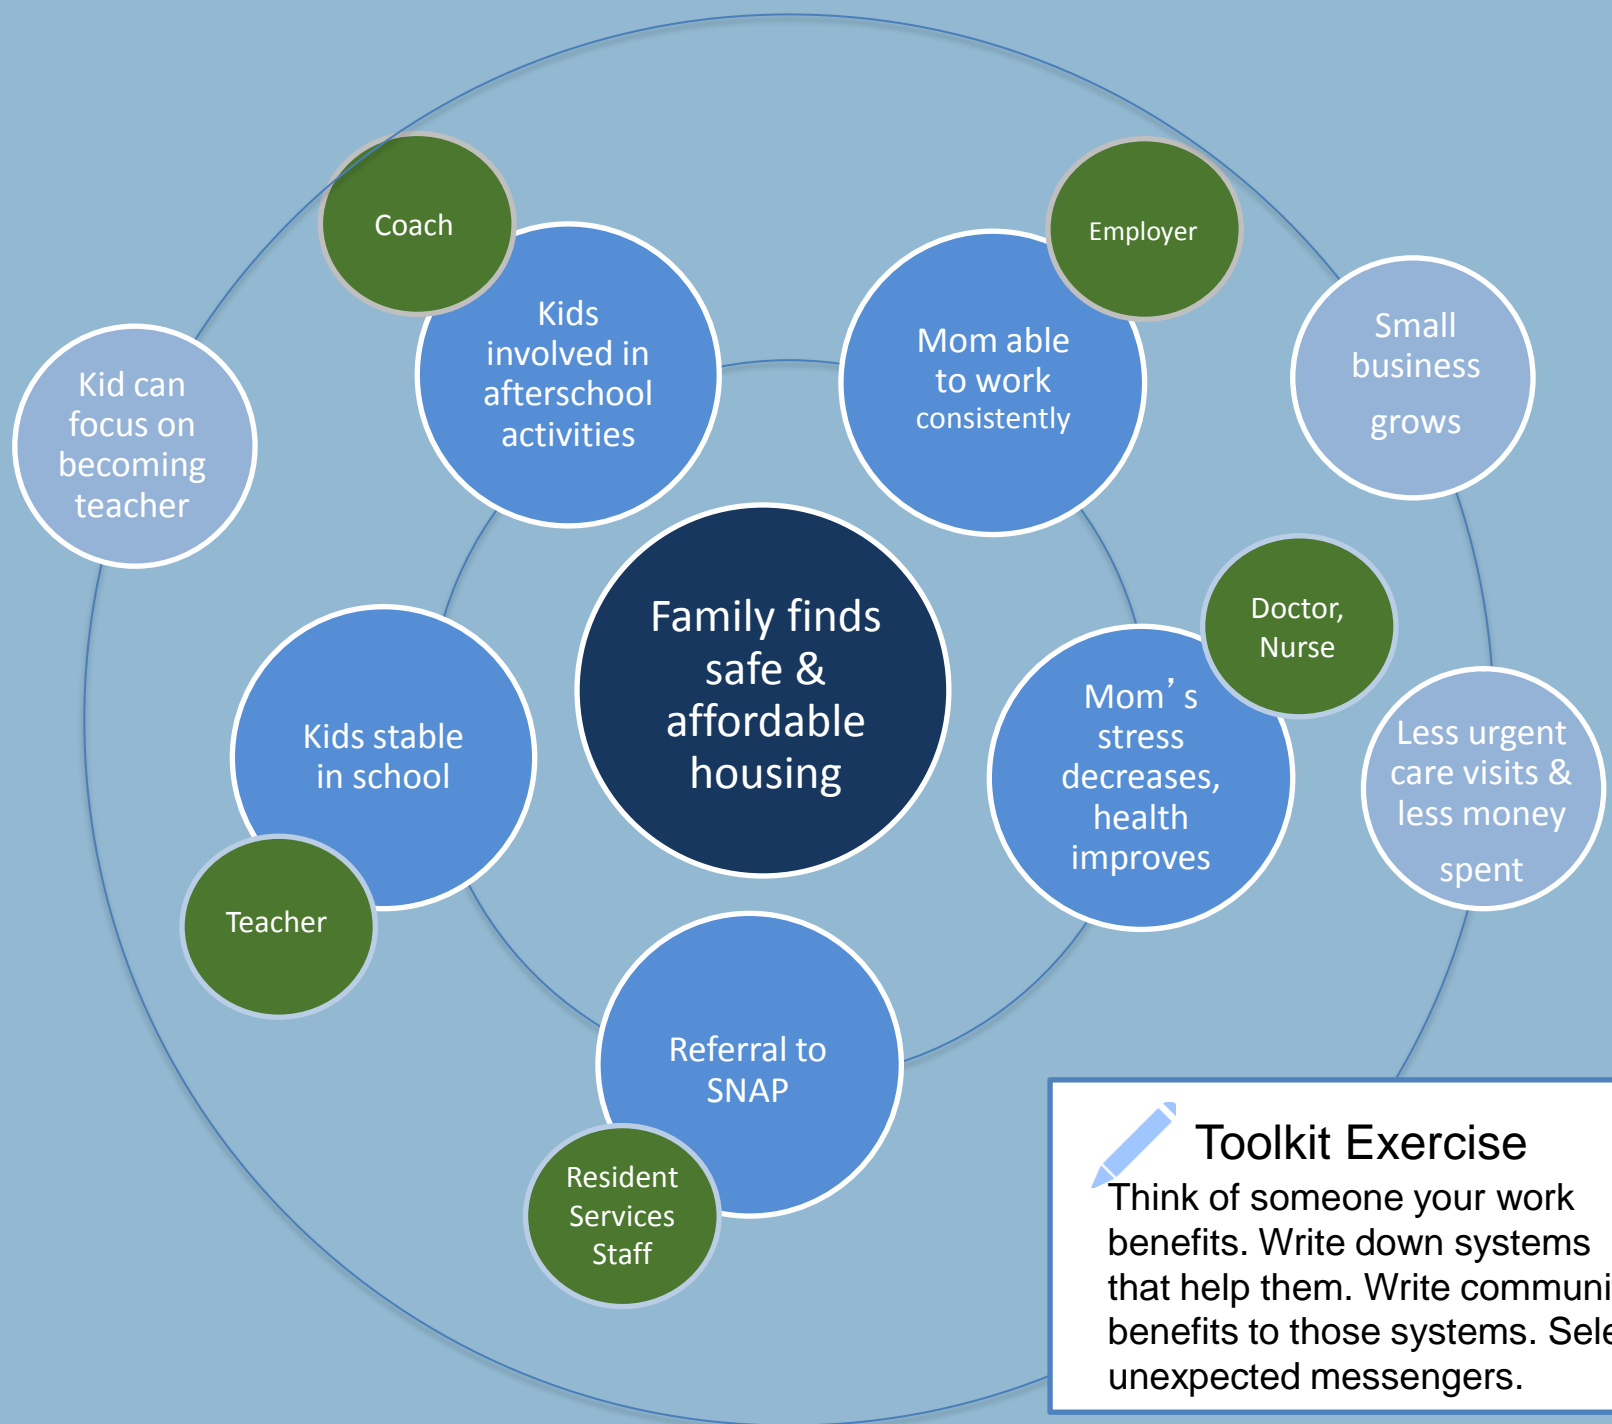 Coach
Employer
Kids
involved in
afterschool
activities
Mom able
to work
consistently
Small
business
grows
Kid can
focus on
becoming
teacher
Family finds
safe &
affordable
housing
Doctor,
Nurse
Kids stable
in school
Mom’s
stress
decreases,
health
improves
Less urgent
care visits &
less money
spent
Teacher
Referral to
SNAP
Resident
Services
Staff
Toolkit Exercise
Think of someone your work
benefits. Write down systems
that help them. Write
benefits to those systems.
unexpected messengers.